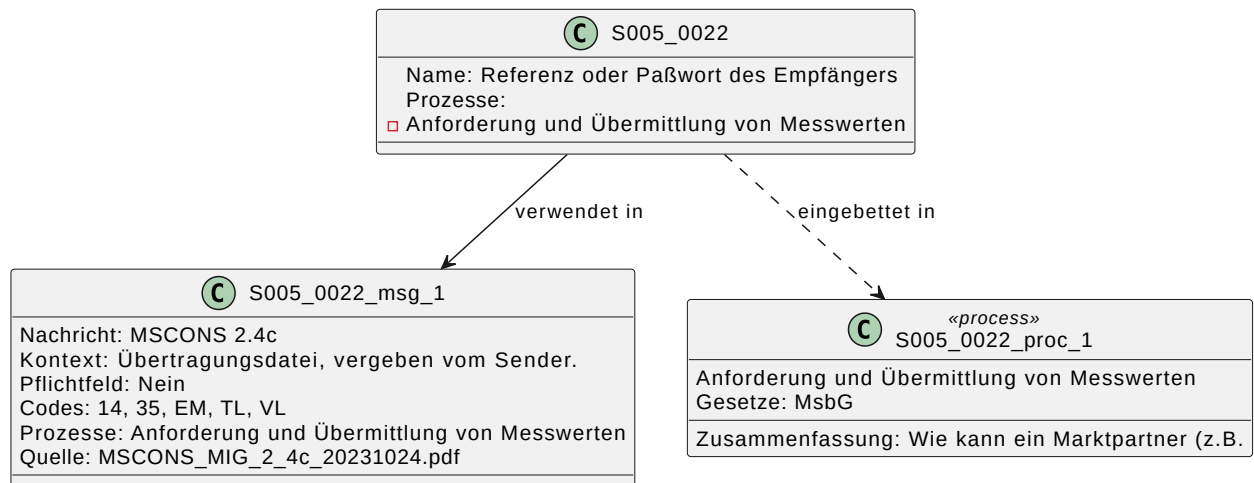 C S005_0022
Name: Referenz oder Paßwort des Empfängers
Prozesse:
Anforderung und Übermittlung von Messwerten
verwendet in
eingebettet in
C S005_0022_msg_1
Nachricht: MSCONS 2.4c
Kontext: Übertragungsdatei, vergeben vom Sender.
Pflichtfeld: Nein
Codes: 14, 35, EM, TL, VL
Prozesse: Anforderung und Übermittlung von Messwerten
Quelle: MSCONS_MIG_2_4c_20231024.pdf
C «process»
S005_0022_proc_1
Anforderung und Übermittlung von Messwerten
Gesetze: MsbG
Zusammenfassung: Wie kann ein Marktpartner (z.B.